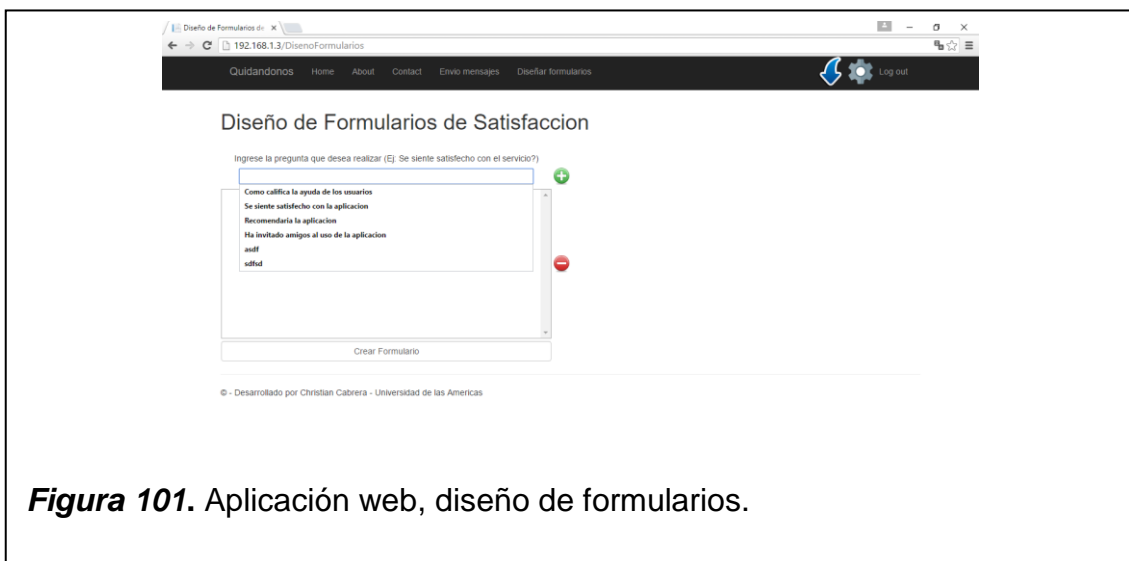 Diseño de Formularios de
192.168.1.3/DisenoFormularios
Quidandonos Home About Contact Envio mensajes Diseñar formularios Log out
Diseño de Formularios de Satisfaccion
Ingrese la pregunta que desea realizar (Ej: Se siente satisfecho con el servicio?)
Como califica la ayuda de los usuarios
Se siente satisfecho con la aplicacion
Recomendaria la aplicacion
Ha invitado amigos al uso de la aplicacion
asdf
sdfsd
Crear Formulario
© - Desarrollado por Christian Cabrera - Universidad de las Americas
Figura 101. Aplicación web, diseño de formularios.